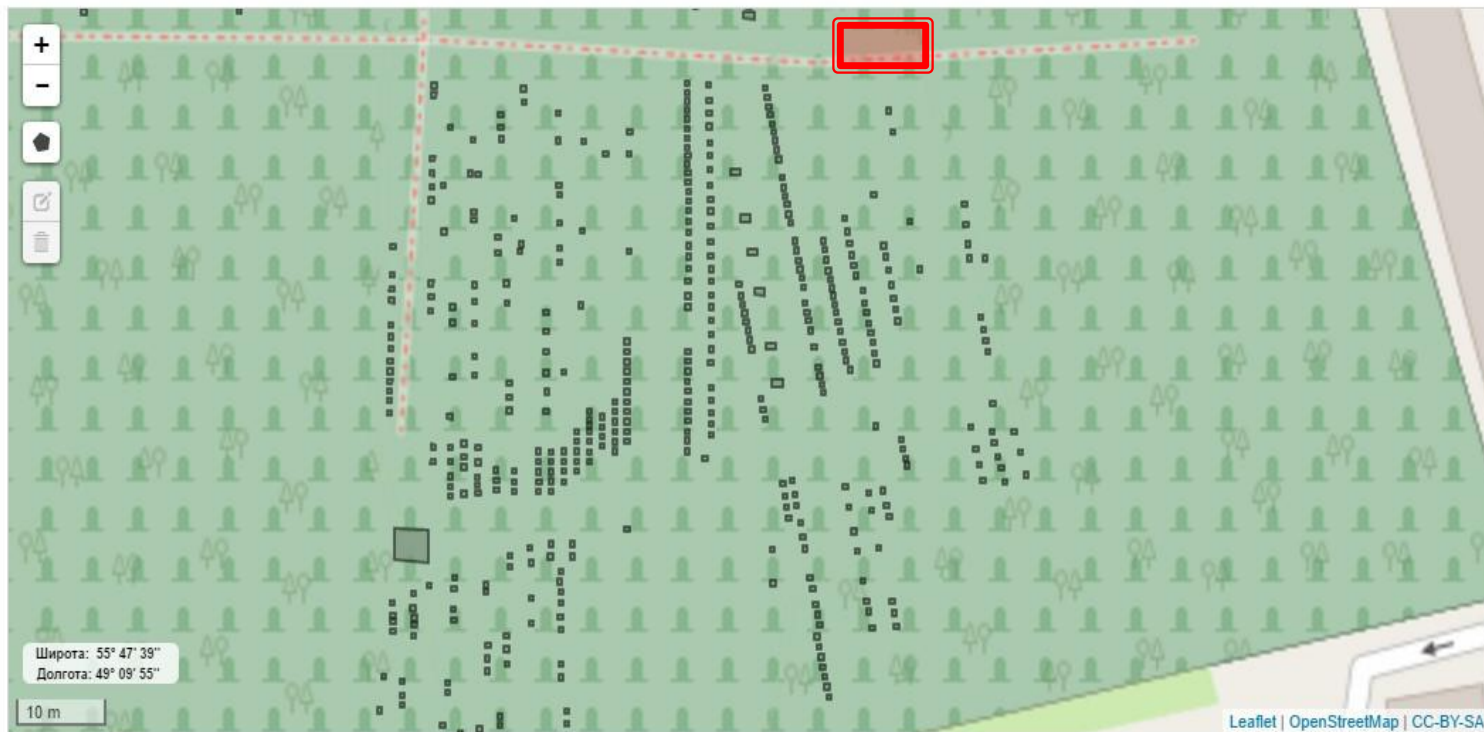 +
−
Широта: 55° 47' 39"
Долгота: 49° 09' 55"
10 m
Leaflet | OpenStreetMap | CC-BY-SA